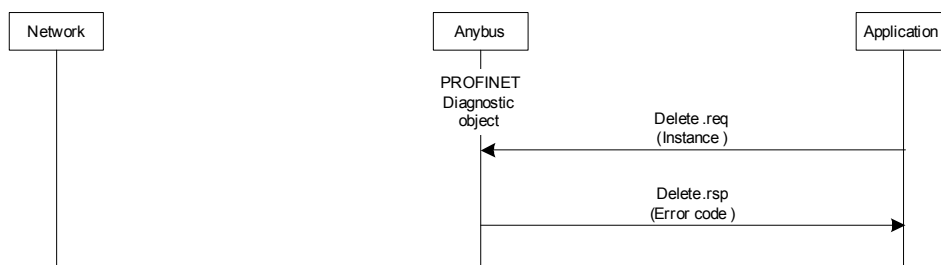 Network
Anybus
Application
PROFINET
Diagnostic
object
Delete.req
(Instance)
Delete.rsp
(Error code)